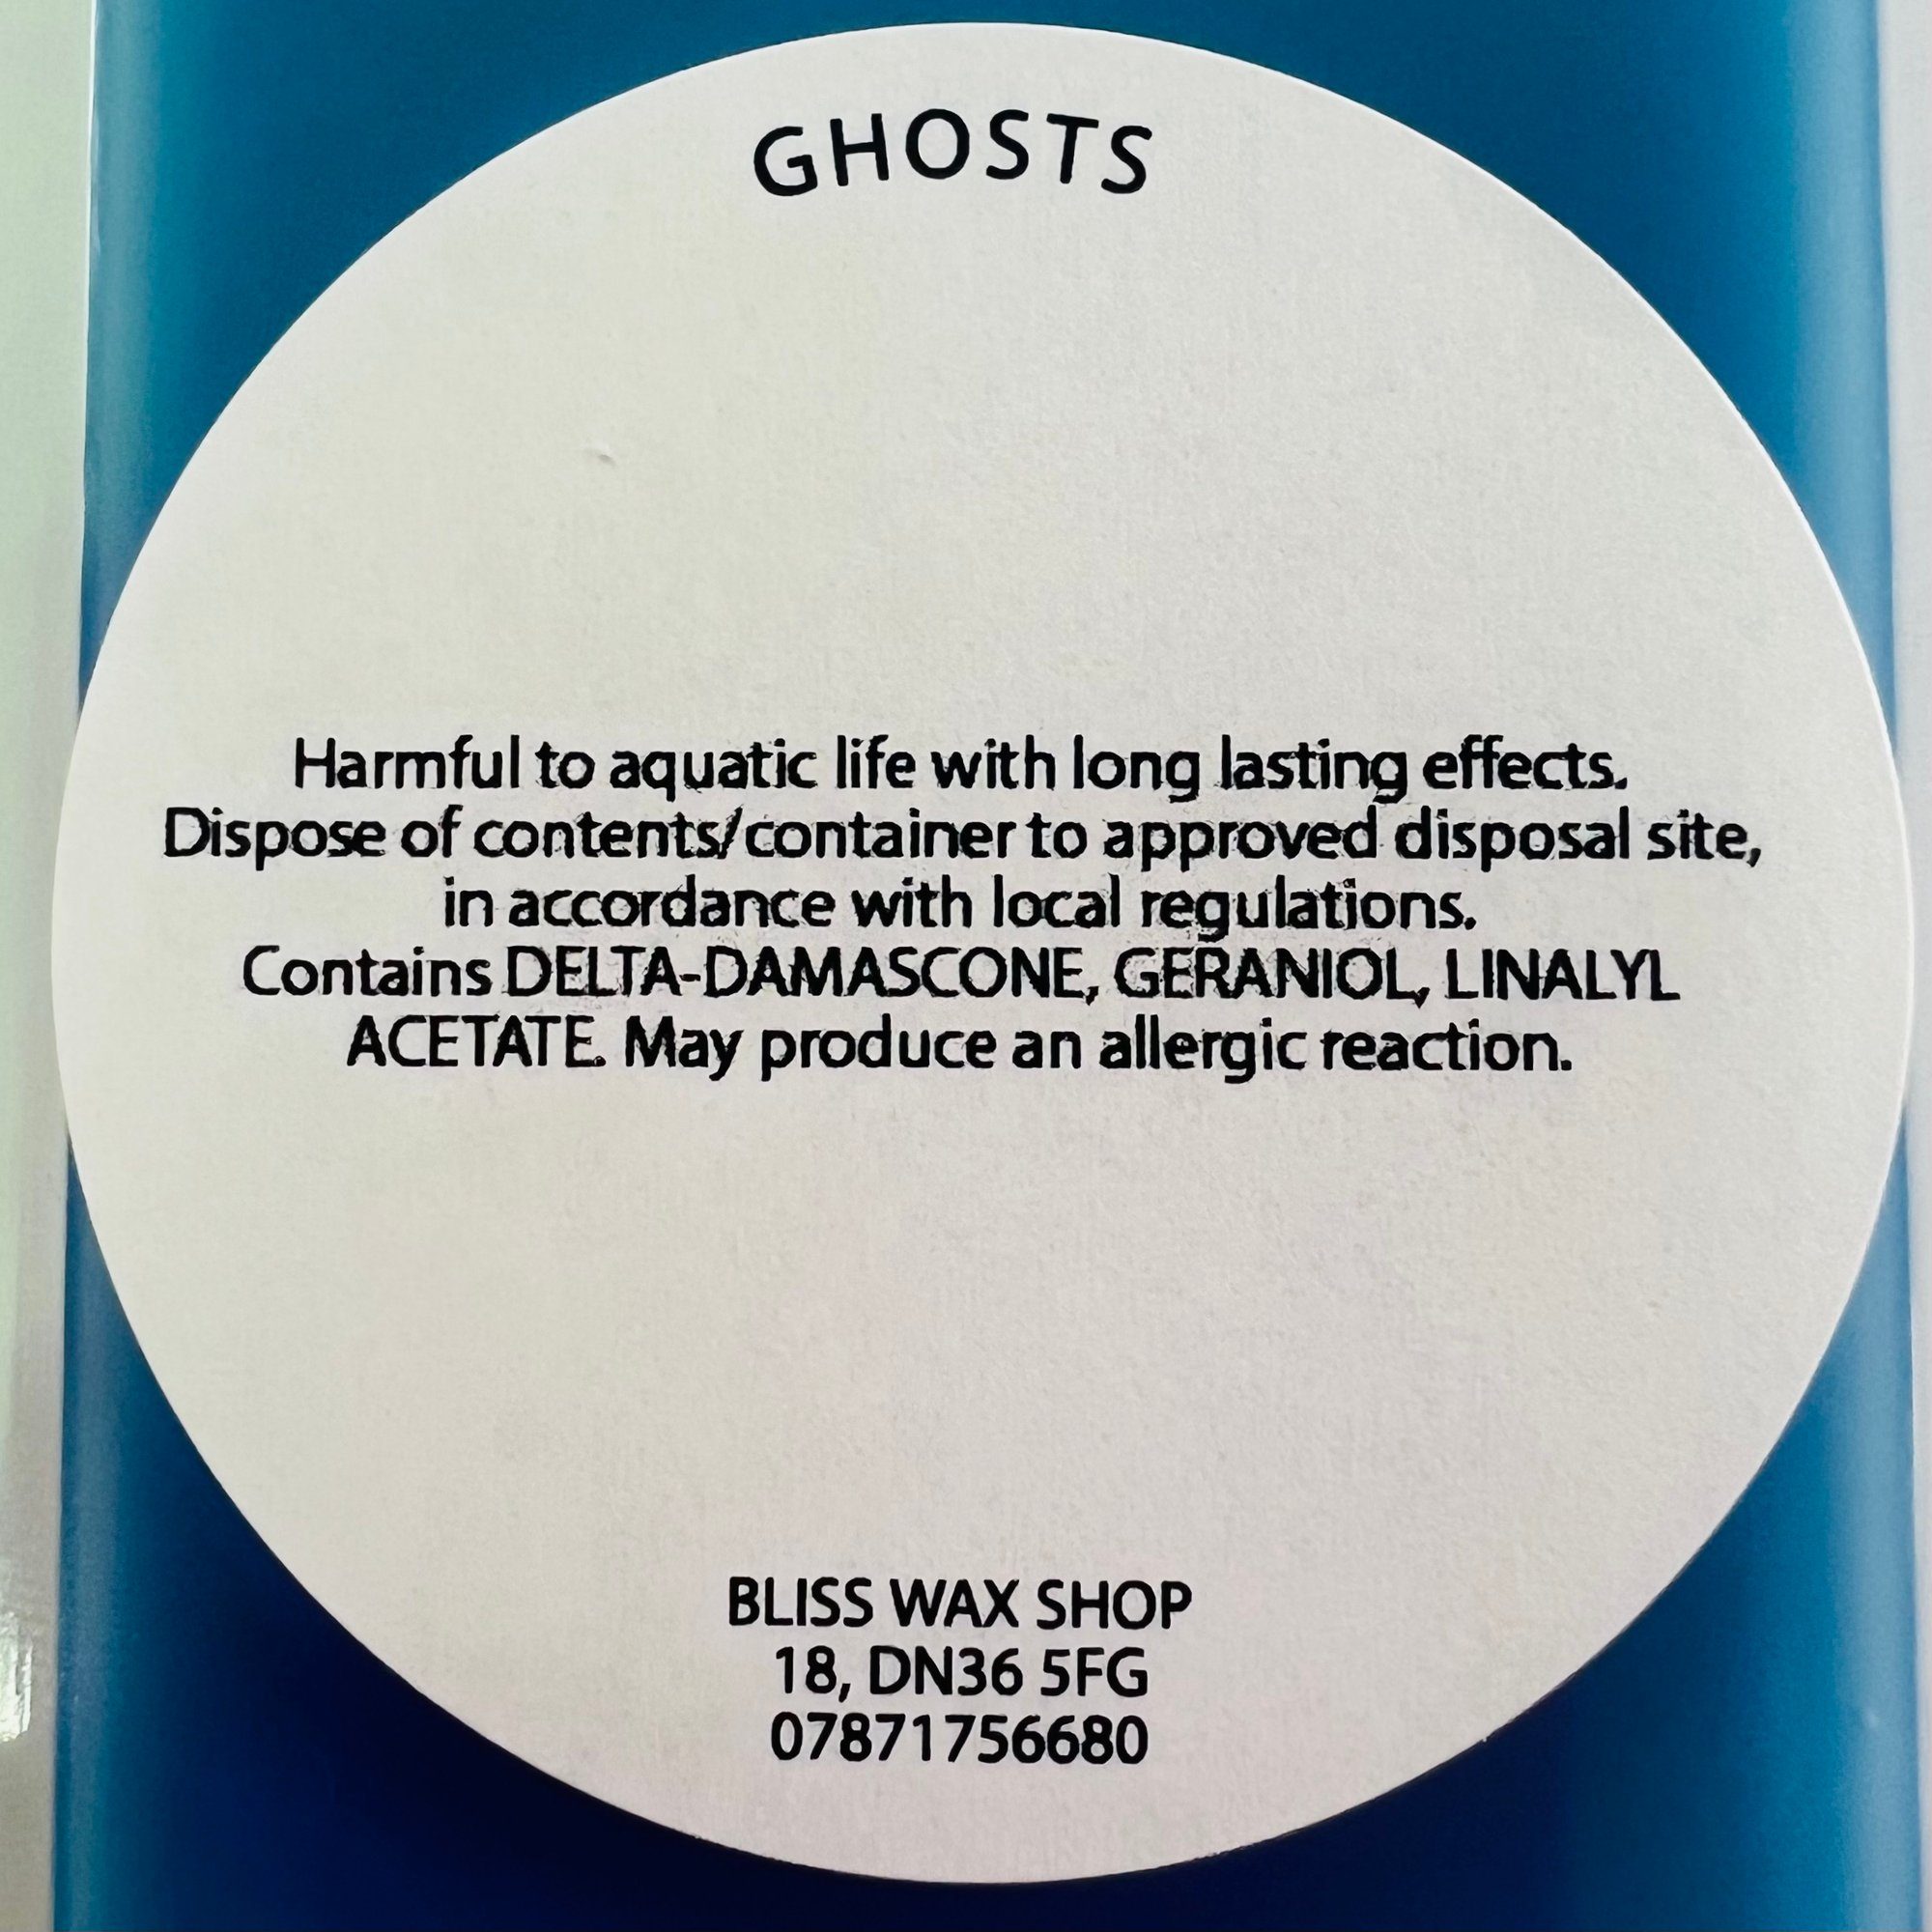 GHOSTS
Harmful to aquatic life with long lasting effects.
Dispose of contents/container to approved disposal site,
in accordance with local regulations.
Contains DELTA-DAMASCONE, GERANIOL, LINALYL
ACETATE. May produce an allergic reaction.
BLISS WAX SHOP
18, DN36 5FG
07871756680